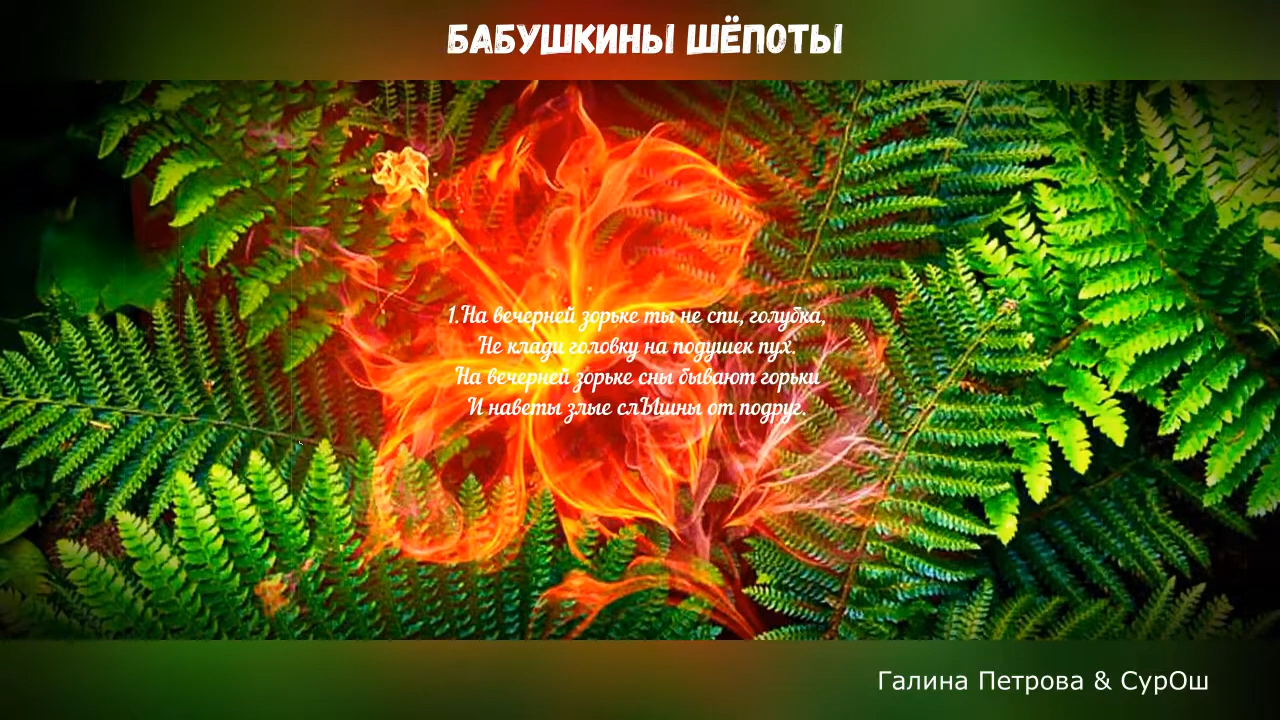 БАБУШКИНЫ ШЁПОТЫ
1.На вечерней зорьке ты не спи, голубка,
Не клади головку на подушек пух.
На вечерней зорьке сны бывают горьки
И наветы злые слЫшны от подруг.
Галина Петрова & СурОш